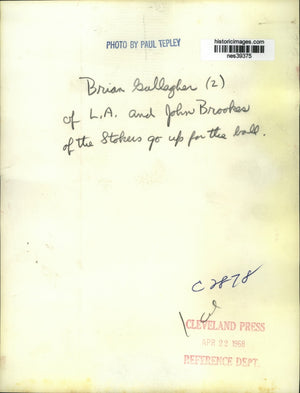 historicimages.com
nes39375
PHOTO BY PAUL TEPLEY
Brian Gallagher (2)
of L.A. and John Brookes
of the Stokers go up for the ball.
C2878
CLEVELAND PRESS
APR 22 1968
REFERENCE DEPT.